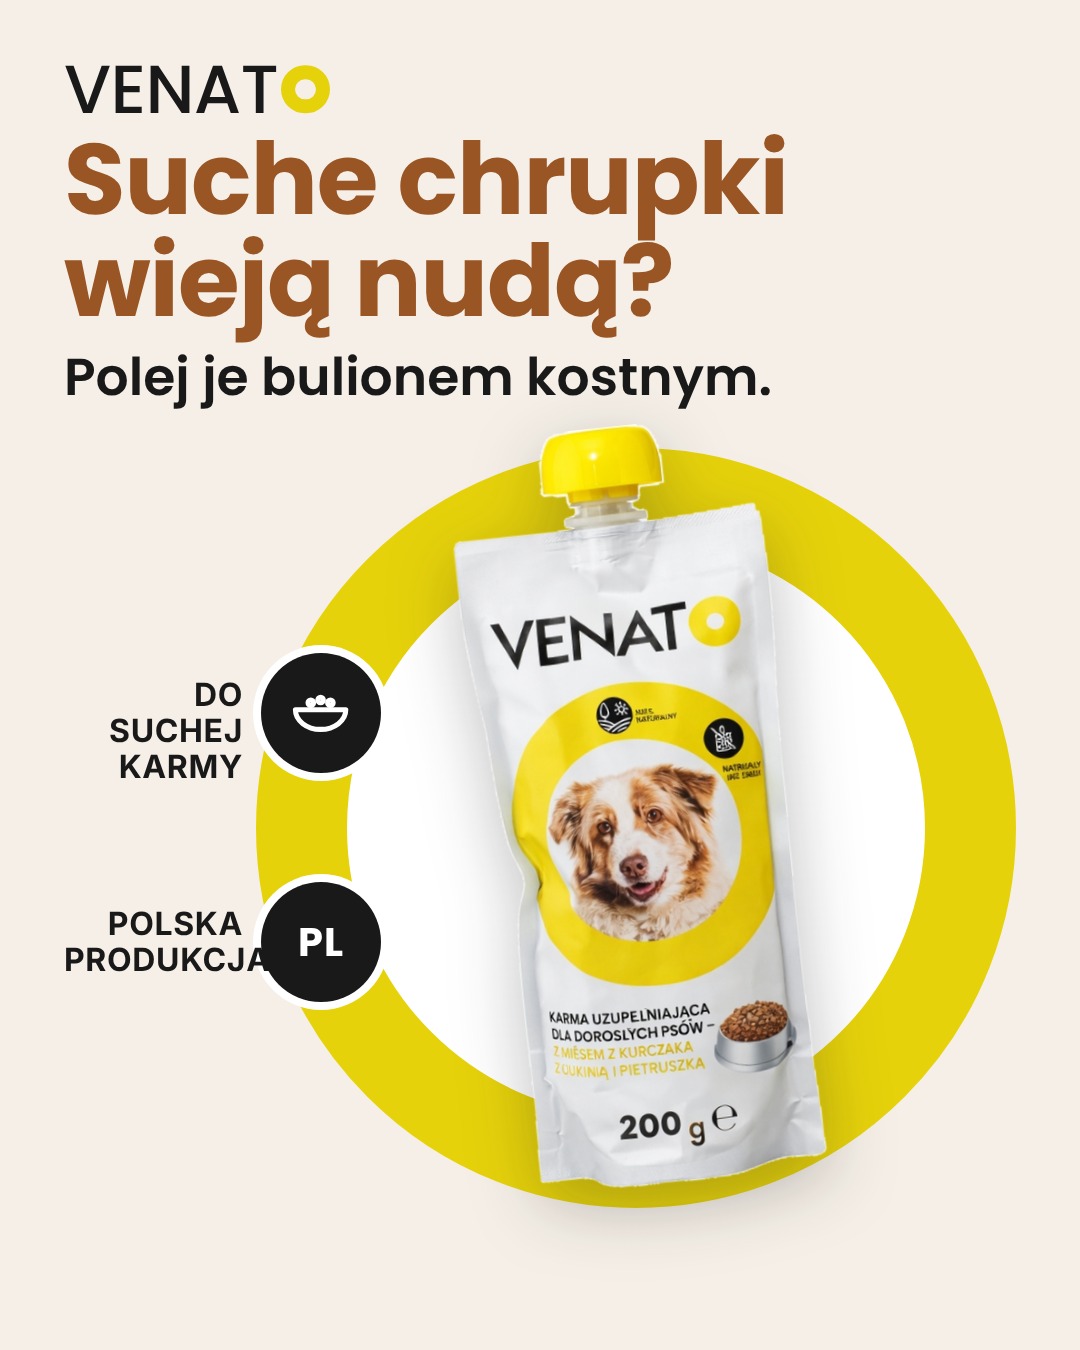 VENATO
Suche chrupki
wieją nudą?
Polej je bulionem kostnym.
DO
SUCHEJ
KARMY
POLSKA
PRODUKCJA
PL
VENATO
KARMA UZUPEŁNIAJĄCA
DLA DOROSŁYCH PSÓW –
Z MIĘSEM Z KURCZAKA
Z CUKINIĄ I PIETRUSZKĄ
200 g ℮